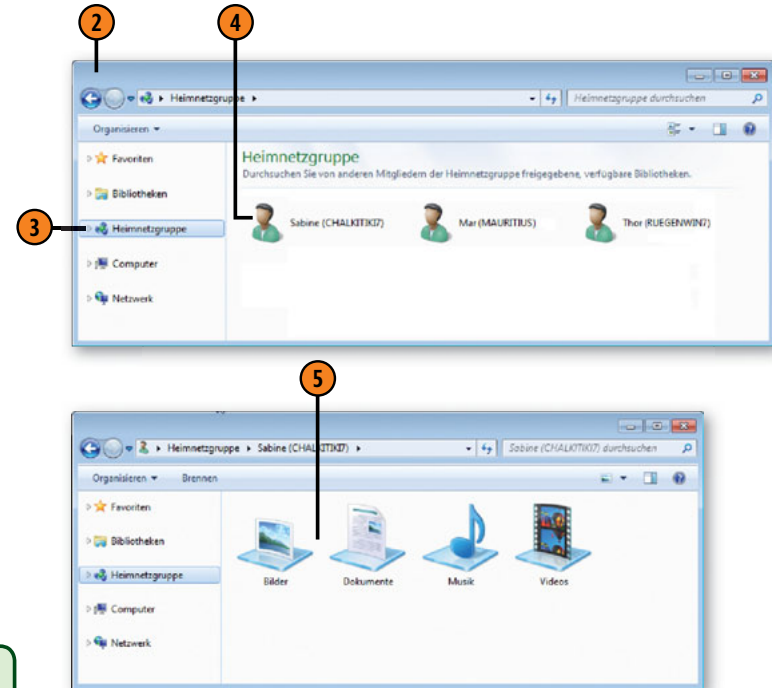 2 4
Heimnetzgruppe
Heimnetzgruppe durchsuchen
Organisieren
Favoriten
Bibliotheken
3 Heimnetzgruppe
Computer
Netzwerk
Heimnetzgruppe
Durchsuchen Sie von anderen Mitgliedern der Heimnetzgruppe freigegebene, verfügbare Bibliotheken.
Sabine (CHALKITIKI7) Mar (MAURITIUS) Thor (RUEGENWIN7)
5
Heimnetzgruppe Sabine (CHALKITIKI7)
Sabine (CHALKITIKI7) durchsuchen
Organisieren Brennen
Favoriten
Bibliotheken
Heimnetzgruppe
Computer
Netzwerk
Bilder Dokumente Musik Videos